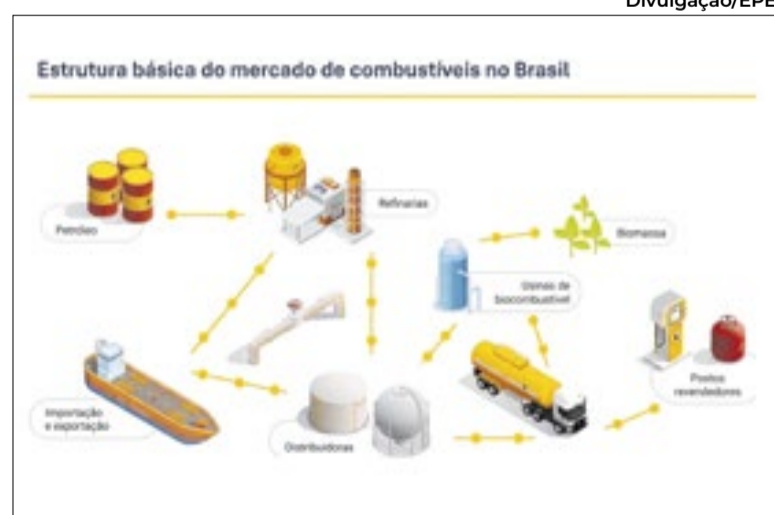 Divulgação/EPE
Estrutura básica do mercado de combustíveis no Brasil
Petróleo
Refinarias
Biomassa
Usinas de
biocombustível
Postos
revendedores
Importação
e exportação
Distribuidoras